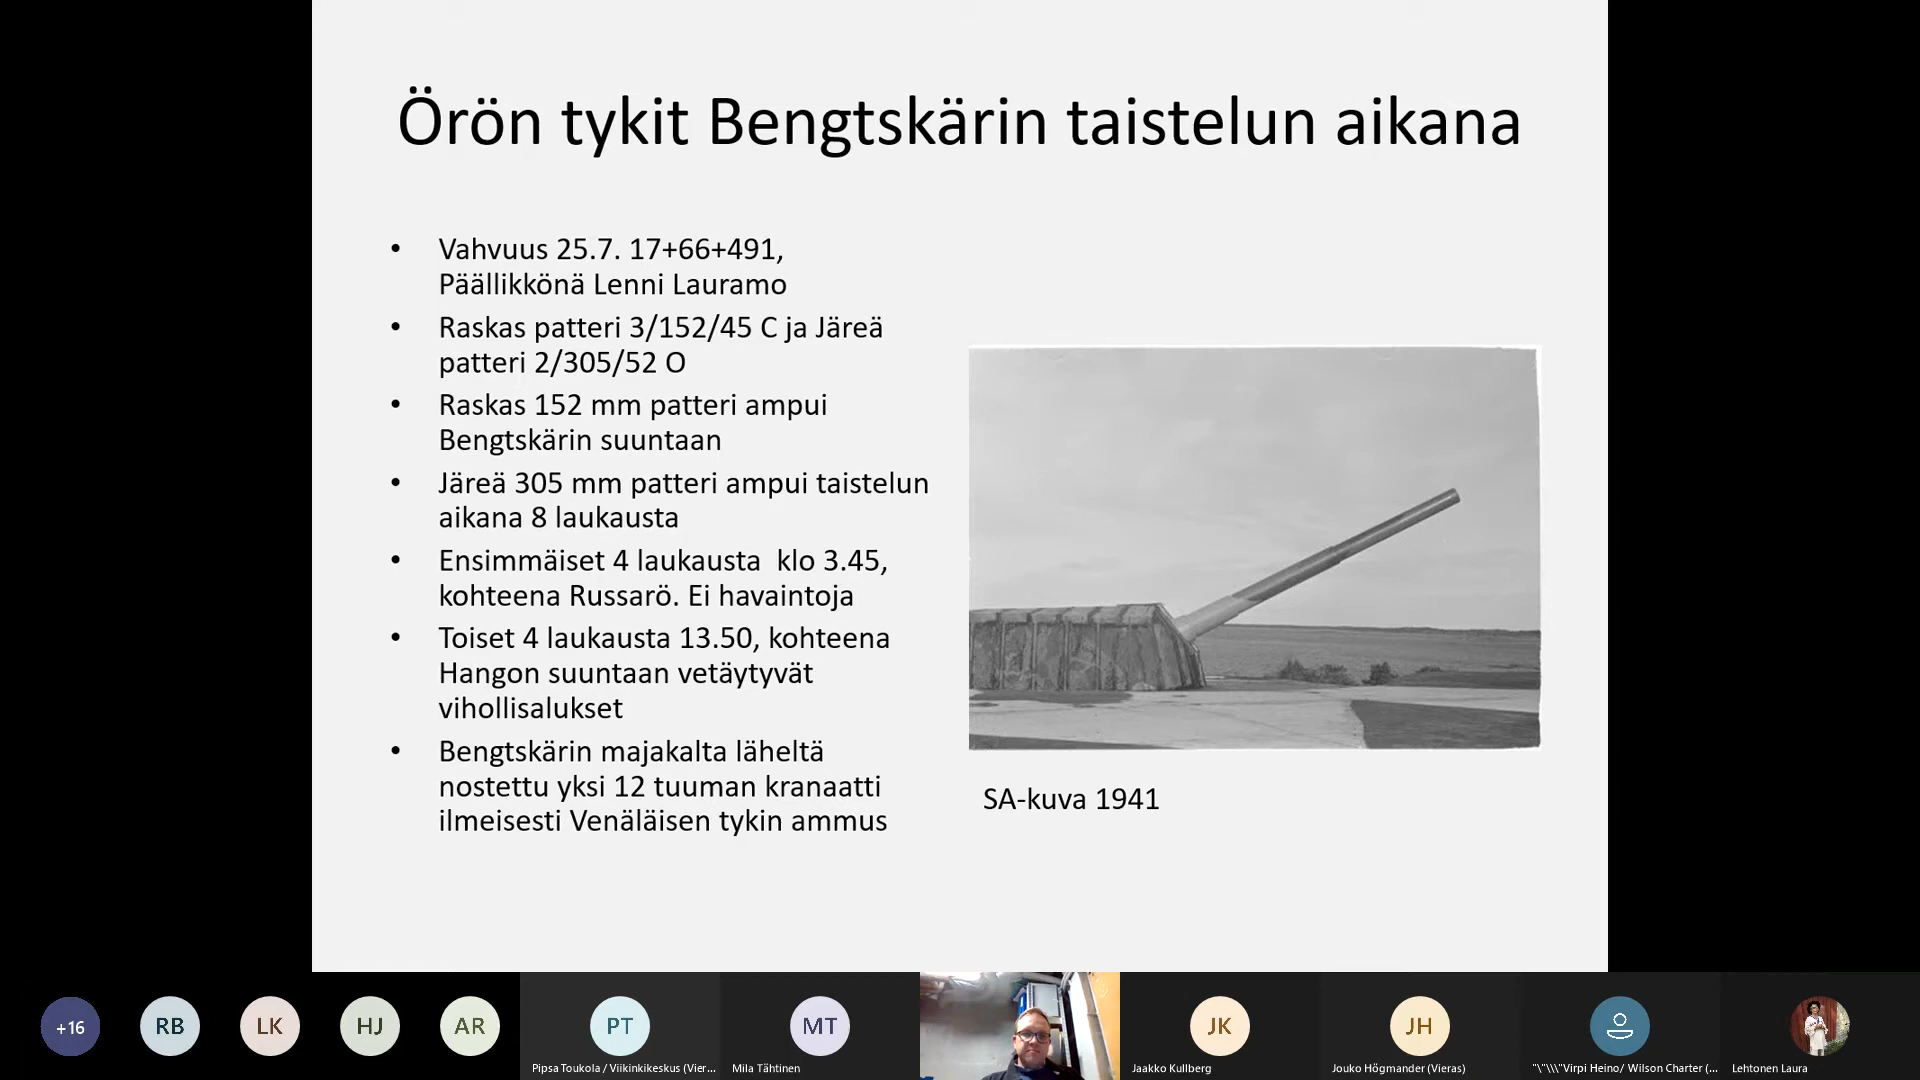 Örön tykit Bengtskärin taistelun aikana
• Vahvuus 25.7. 17+66+491,
Päällikkönä Lenni Lauramo
• Raskas patteri 3/152/45 C ja Järeä
patteri 2/305/52 O
• Raskas 152 mm patteri ampui
Bengtskärin suuntaan
• Järeä 305 mm patteri ampui taistelun
aikana 8 laukausta
• Ensimmäiset 4 laukausta  klo 3.45,
kohteena Russarö. Ei havaintoja
• Toiset 4 laukausta 13.50, kohteena
Hangon suuntaan vetäytyvät
vihollisalukset
• Bengtskärin majakalta läheltä
nostettu yksi 12 tuuman kranaatti
ilmeisesti Venäläisen tykin ammus
SA-kuva 1941
+16
RB
LK
HJ
AR
PT
Pipsa Toukola / Viikinkikeskus (Vier...
MT
Mila Tähtinen
JK
Jaakko Kullberg
JH
Jouko Högmander (Vieras)
"\"\\\"Virpi Heino/ Wilson Charter (...
Lehtonen Laura